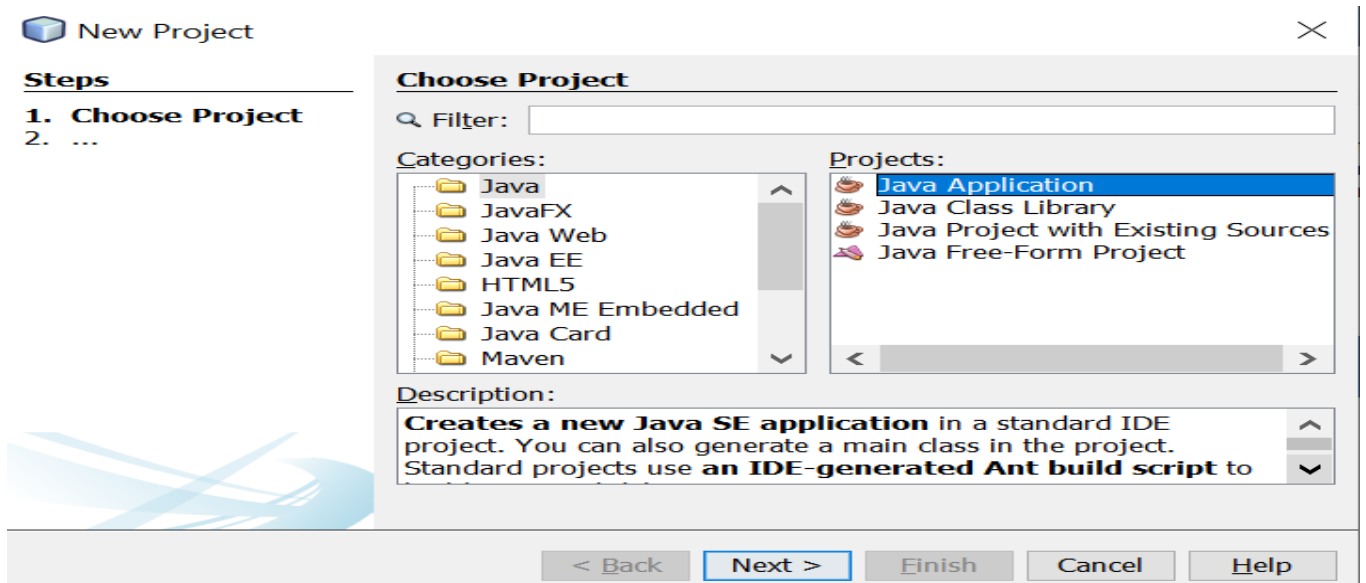 New Project
Steps
1. Choose Project
2. ...
Choose Project
Filter:
Categories:
Java
JavaFX
Java Web
Java EE
HTML5
Java ME Embedded
Java Card
Maven
Projects:
Java Application
Java Class Library
Java Project with Existing Sources
Java Free-Form Project
Description:
Creates a new Java SE application in a standard IDE
project. You can also generate a main class in the project.
Standard projects use an IDE-generated Ant build script to
< Back
Next >
Finish
Cancel
Help